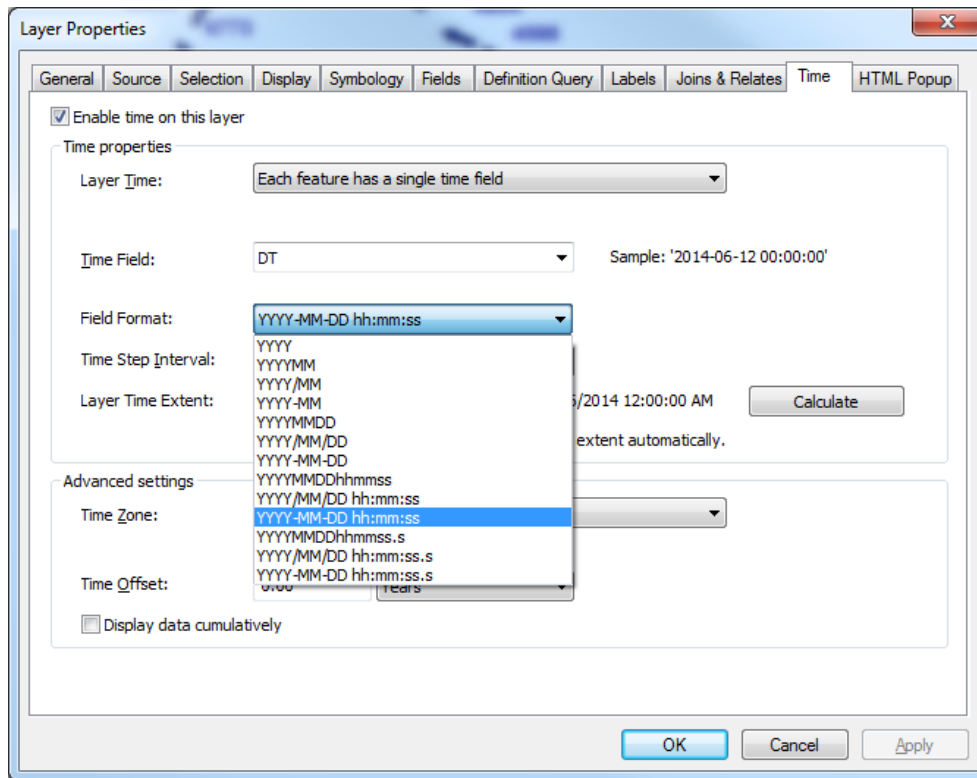 Layer Properties
General Source Selection Display Symbology Fields Definition Query Labels Joins & Relates Time HTML Popup
Enable time on this layer
Time properties
Layer Time: Each feature has a single time field
Time Field: DT Sample: '2014-06-12 00:00:00'
Field Format: YYYY-MM-DD hh:mm:ss
YYYY
Time Step Interval:
YYYYMM
YYYY/MM
Layer Time Extent: /2014 12:00:00 AM Calculate
YYYY-MM
YYYYMMDD
YYYY/MM/DD
extent automatically.
YYYY-MM-DD
Advanced settings
YYYYMMDDhhmmss
YYYY/MM/DD hh:mm:ss
Time Zone: YYYY-MM-DD hh:mm:ss
YYYYMMDDhhmmss.s
YYYY/MM/DD hh:mm:ss.s
YYYY-MM-DD hh:mm:ss.s
Time Offset: 0.00 Years
Display data cumulatively
OK Cancel Apply